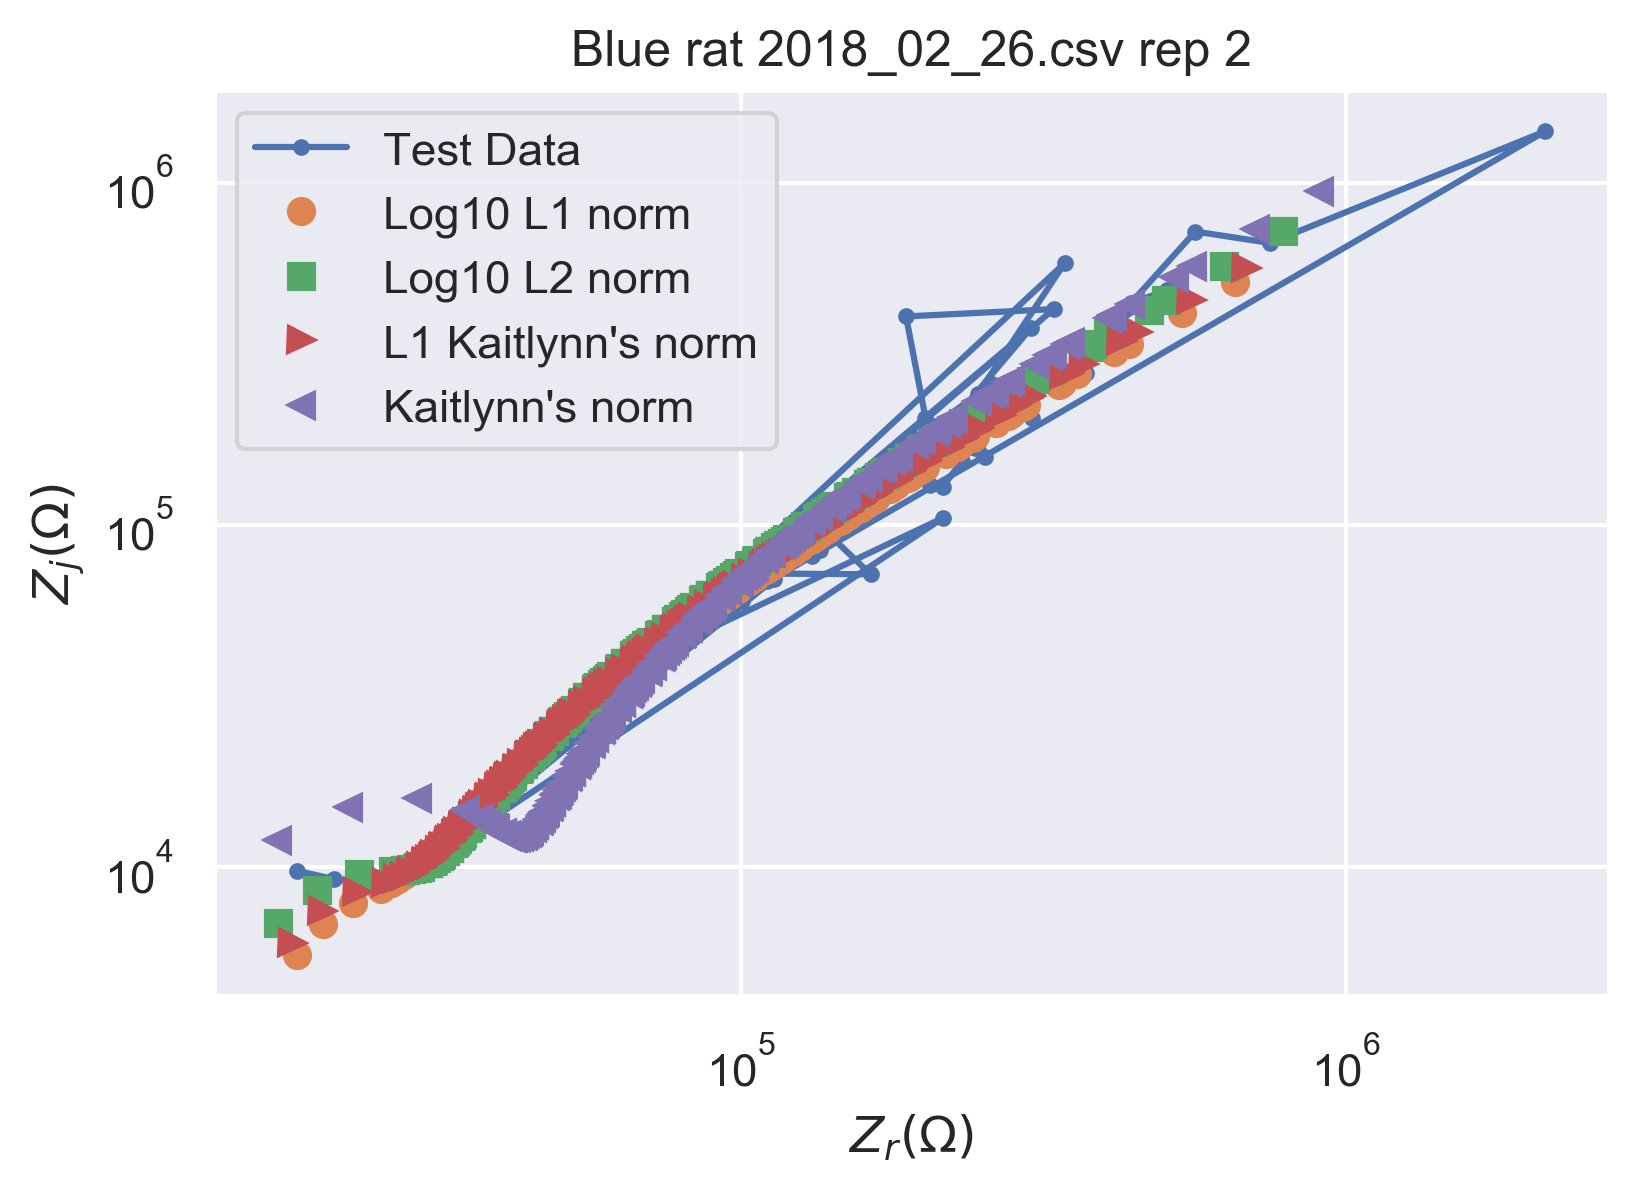 Blue rat 2018_02_26.csv rep 2
Test Data
Log10 L1 norm
Log10 L2 norm
L1 Kaitlynn's norm
Kaitlynn's norm
10^6
10^5
10^4
Z_j(Ω)
10^5
10^6
Z_r(Ω)